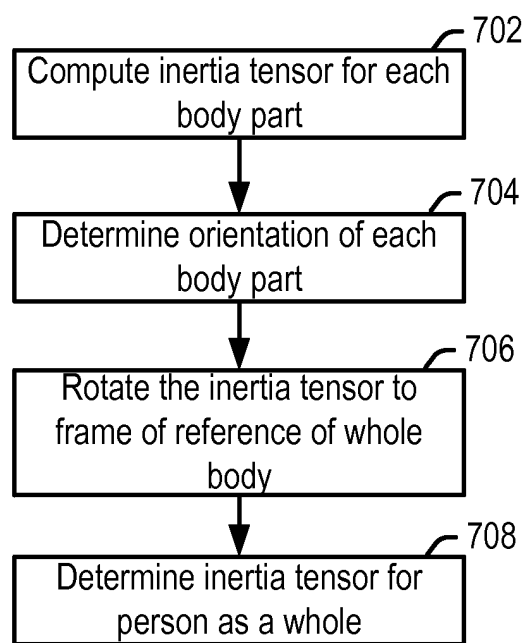 702
Compute inertia tensor for each
body part
704
Determine orientation of each
body part
706
Rotate the inertia tensor to
frame of reference of whole
body
708
Determine inertia tensor for
person as a whole